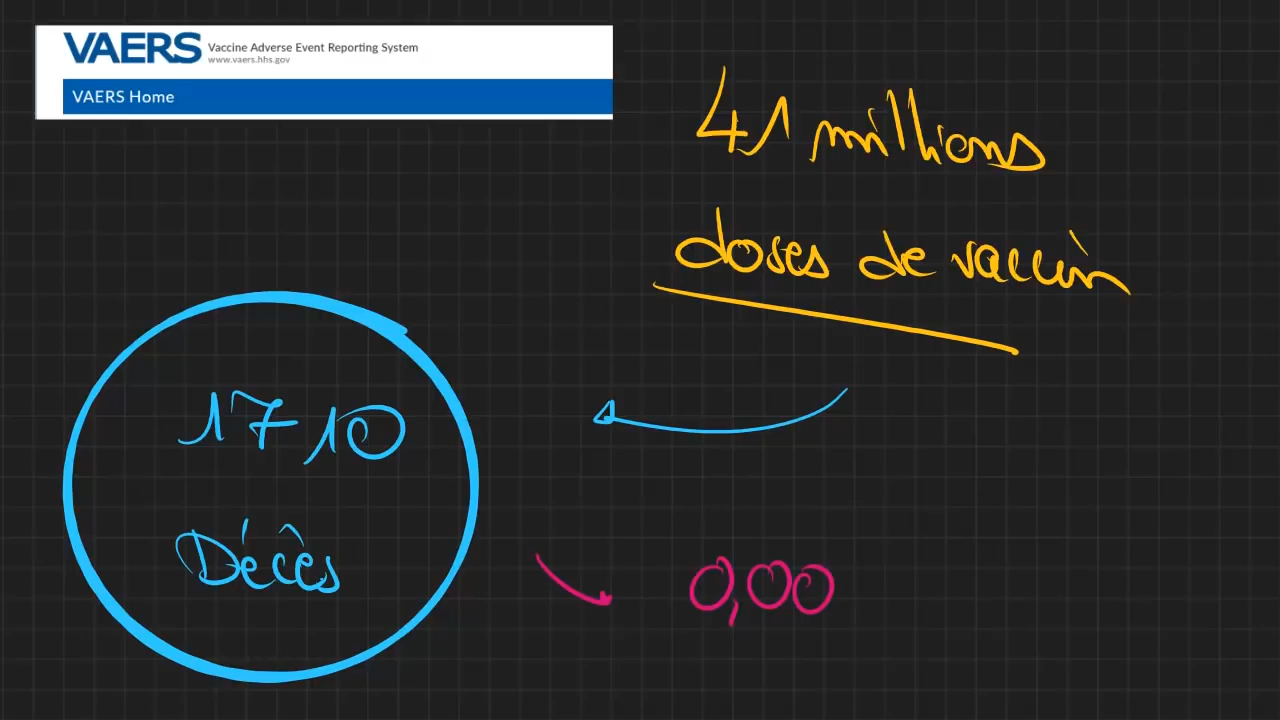 VAERS Vaccine Adverse Event Reporting System
www.vaers.hhs.gov
VAERS Home
41 millions
doses de vaccin
1710
Décès
0,00